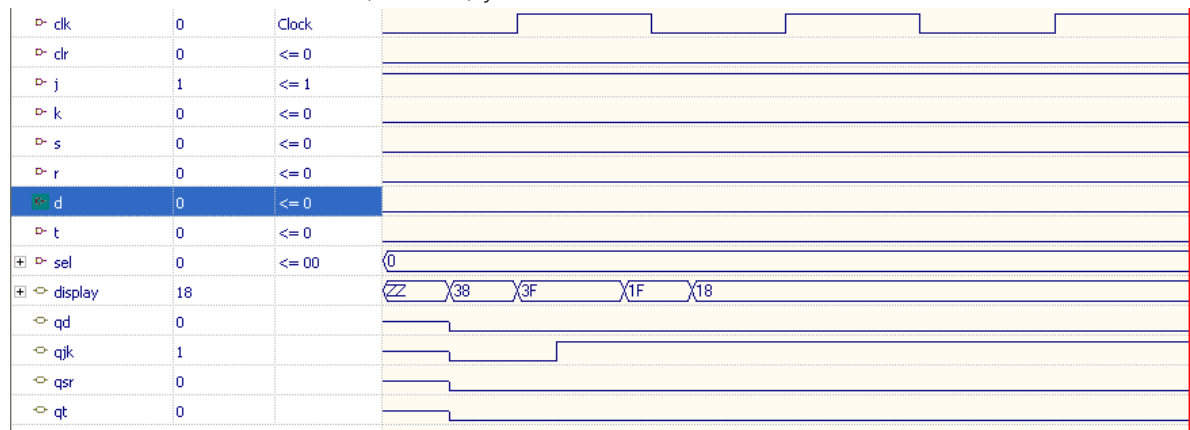 clk 0 Clock
clr 0 <= 0
j 1 <= 1
k 0 <= 0
s 0 <= 0
r 0 <= 0
d 0 <= 0
t 0 <= 0
sel 0 <= 00 0
display 18 ZZ 38 3F 1F 18
qd 0
qjk 1
qsr 0
qt 0